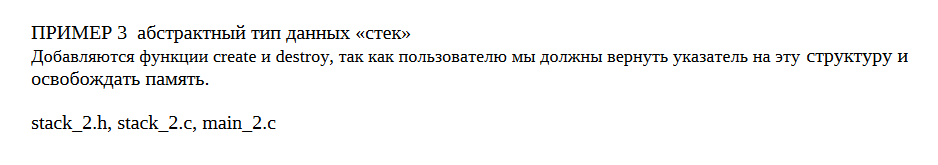 ПРИМЕР 3  абстрактный тип данных «стек»
Добавляются функции create и destroy, так как пользователю мы должны вернуть указатель на эту структуру и
освобождать память.
stack_2.h, stack_2.c, main_2.c